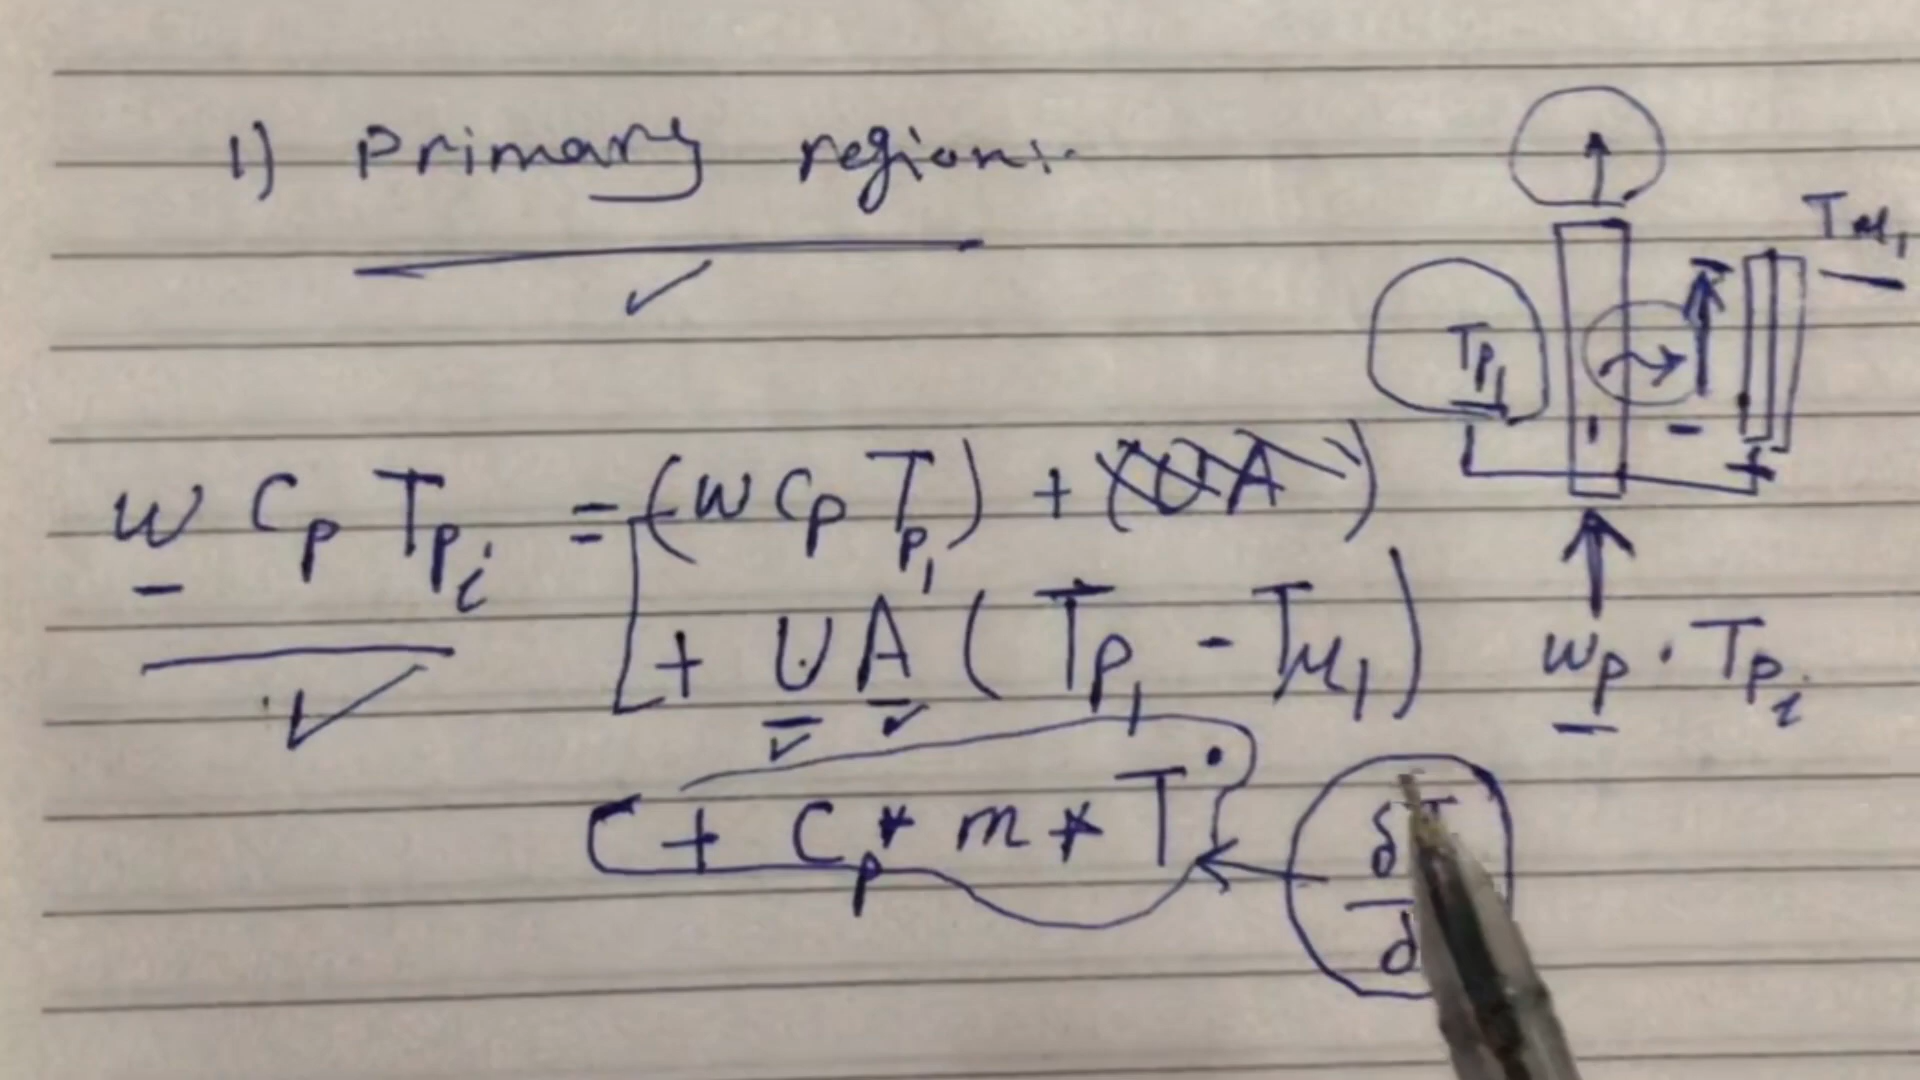 1) Primary region:-
TM1
TP1
w Cp TPi = (w Cp TP1) + (UA)
+ UA (TP1 - TM1)
wp . TPi
+ Cp * m * Ṫ